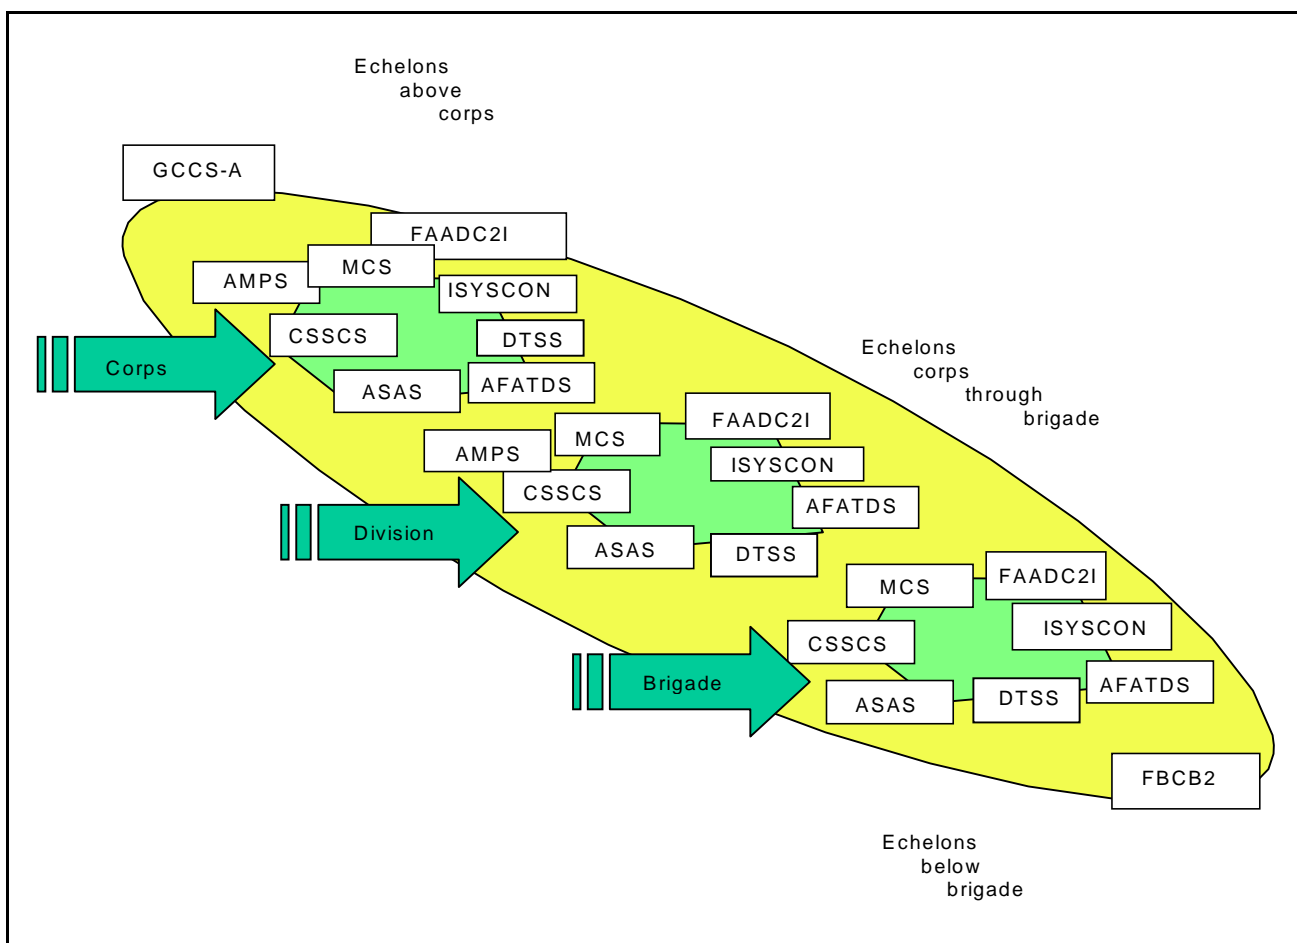 Echelons
above
corps
GCCS-A
FAADC2I
MCS
AMPS
ISYSCON
CSSCS
DTSS
Corps
ASAS
AFATDS
Echelons
corps
through
brigade
FAADC2I
MCS
AMPS
ISYSCON
CSSCS
AFATDS
Division
ASAS
DTSS
FAADC2I
MCS
ISYSCON
CSSCS
Brigade
AFATDS
ASAS
DTSS
FBCB2
Echelons
below
brigade